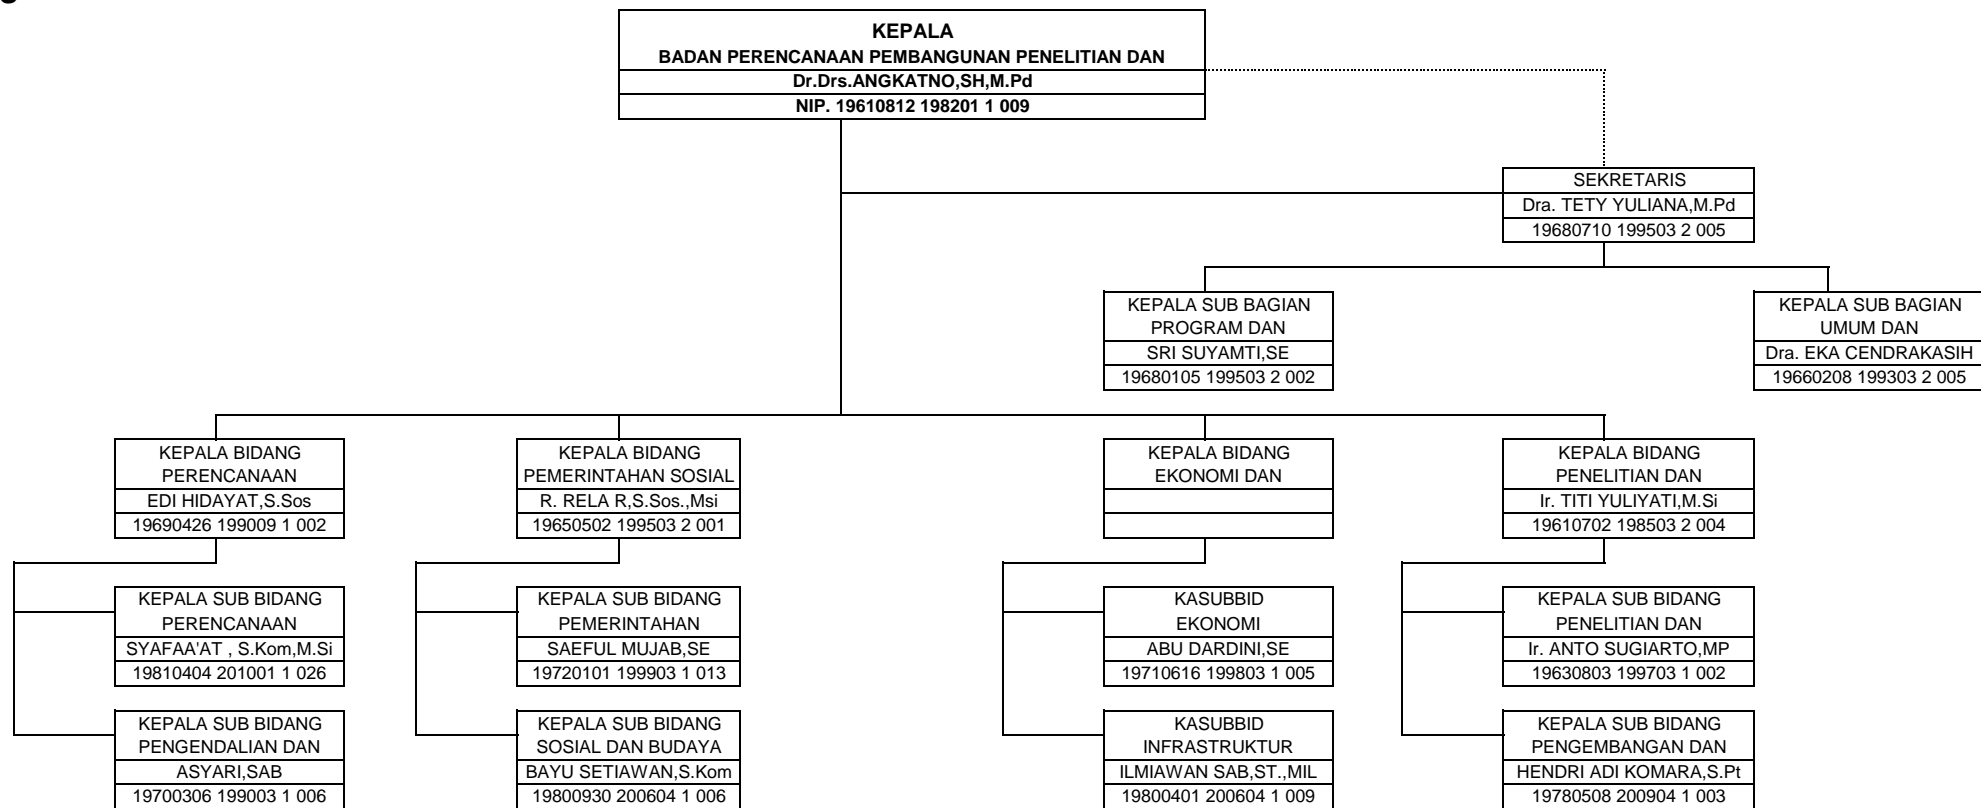 KEPALA
BADAN PERENCANAAN PEMBANGUNAN PENELITIAN DAN
Dr.Drs.ANGKATNO,SH,M.Pd
NIP. 19610812 198201 1 009
SEKRETARIS
Dra. TETY YULIANA,M.Pd
19680710 199503 2 005
KEPALA SUB BAGIAN
PROGRAM DAN
SRI SUYAMTI,SE
19680105 199503 2 002
KEPALA SUB BAGIAN
UMUM DAN
Dra. EKA CENDRAKASIH
19660208 199303 2 005
KEPALA BIDANG
PERENCANAAN
EDI HIDAYAT,S.Sos
19690426 199009 1 002
KEPALA BIDANG
PEMERINTAHAN SOSIAL
R. RELA R,S.Sos.,Msi
19650502 199503 2 001
KEPALA BIDANG
EKONOMI DAN
KEPALA BIDANG
PENELITIAN DAN
Ir. TITI YULIYATI,M.Si
19610702 198503 2 004
KEPALA SUB BIDANG
PERENCANAAN
SYAFAA'AT , S.Kom,M.Si
19810404 201001 1 026
KEPALA SUB BIDANG
PEMERINTAHAN
SAEFUL MUJAB,SE
19720101 199903 1 013
KASUBBID
EKONOMI
ABU DARDINI,SE
19710616 199803 1 005
KEPALA SUB BIDANG
PENELITIAN DAN
Ir. ANTO SUGIARTO,MP
19630803 199703 1 002
KEPALA SUB BIDANG
PENGENDALIAN DAN
ASYARI,SAB
19700306 199003 1 006
KEPALA SUB BIDANG
SOSIAL DAN BUDAYA
BAYU SETIAWAN,S.Kom
19800930 200604 1 006
KASUBBID
INFRASTRUKTUR
ILMIAWAN SAB,ST.,MIL
19800401 200604 1 009
KEPALA SUB BIDANG
PENGEMBANGAN DAN
HENDRI ADI KOMARA,S.Pt
19780508 200904 1 003